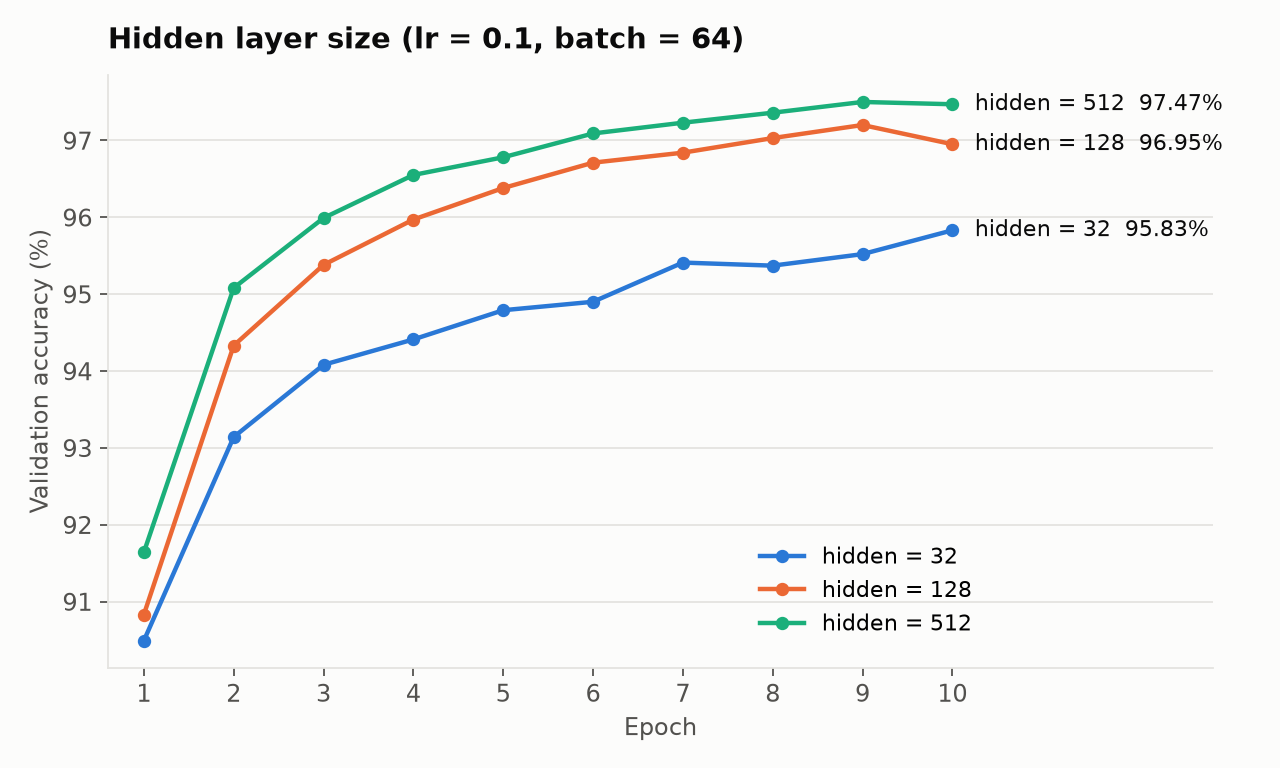 Hidden layer size (lr = 0.1, batch = 64)
hidden = 512  97.47%
hidden = 128  96.95%
hidden = 32  95.83%
97
96
95
94
93
92
91
Validation accuracy (%)
hidden = 32
hidden = 128
hidden = 512
1 2 3 4 5 6 7 8 9 10
Epoch